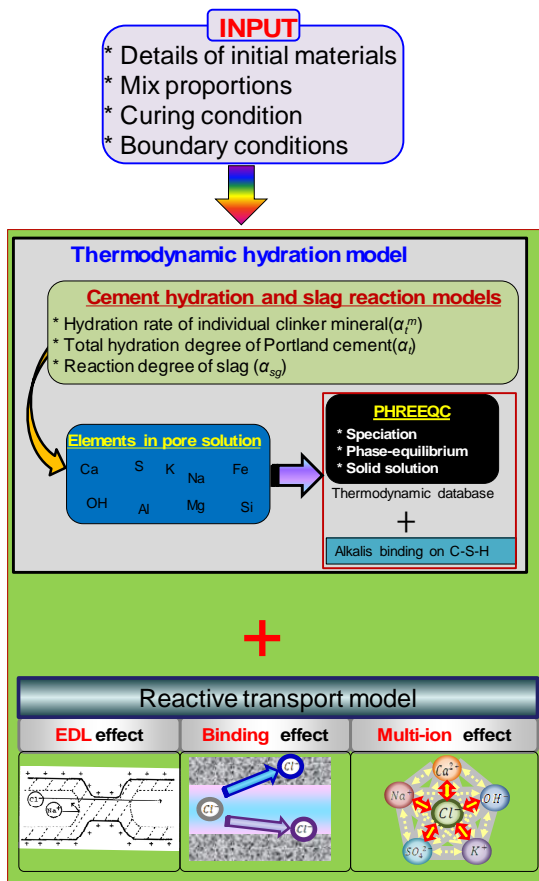 INPUT
* Details of initial materials
* Mix proportions
* Curing condition
* Boundary conditions
Thermodynamic hydration model
Cement hydration and slag reaction models
* Hydration rate of individual clinker mineral(αₜᵐ)
* Total hydration degree of Portland cement(αₜ)
* Reaction degree of slag (α_sg)
Elements in pore solution
Ca S K Na Fe
OH Al Mg Si
PHREEQC
* Speciation
* Phase-equilibrium
* Solid solution
Thermodynamic database
+
Alkalis binding on C-S-H
+
Reactive transport model
EDL effect
Binding effect
Multi-ion effect
Cl⁻
Na⁺
Cl⁻
Cl⁻
Cl⁻
Ca²⁺
Na⁺
OH⁻
Cl⁻
SO₄²⁻
K⁺